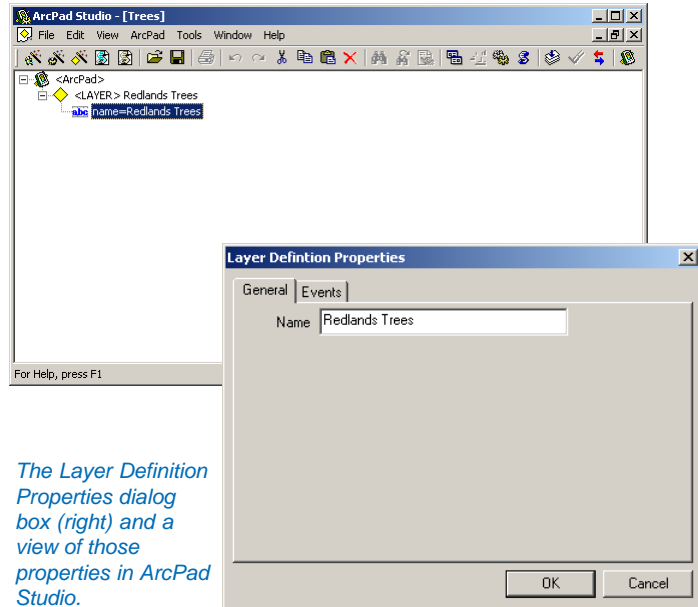 ArcPad Studio - [Trees]
File Edit View ArcPad Tools Window Help
<ArcPad>
<LAYER> Redlands Trees
abc name=Redlands Trees
Layer Defintion Properties
General Events
Name Redlands Trees
For Help, press F1
The Layer Definition
Properties dialog
box (right) and a
view of those
properties in ArcPad
Studio.
OK Cancel